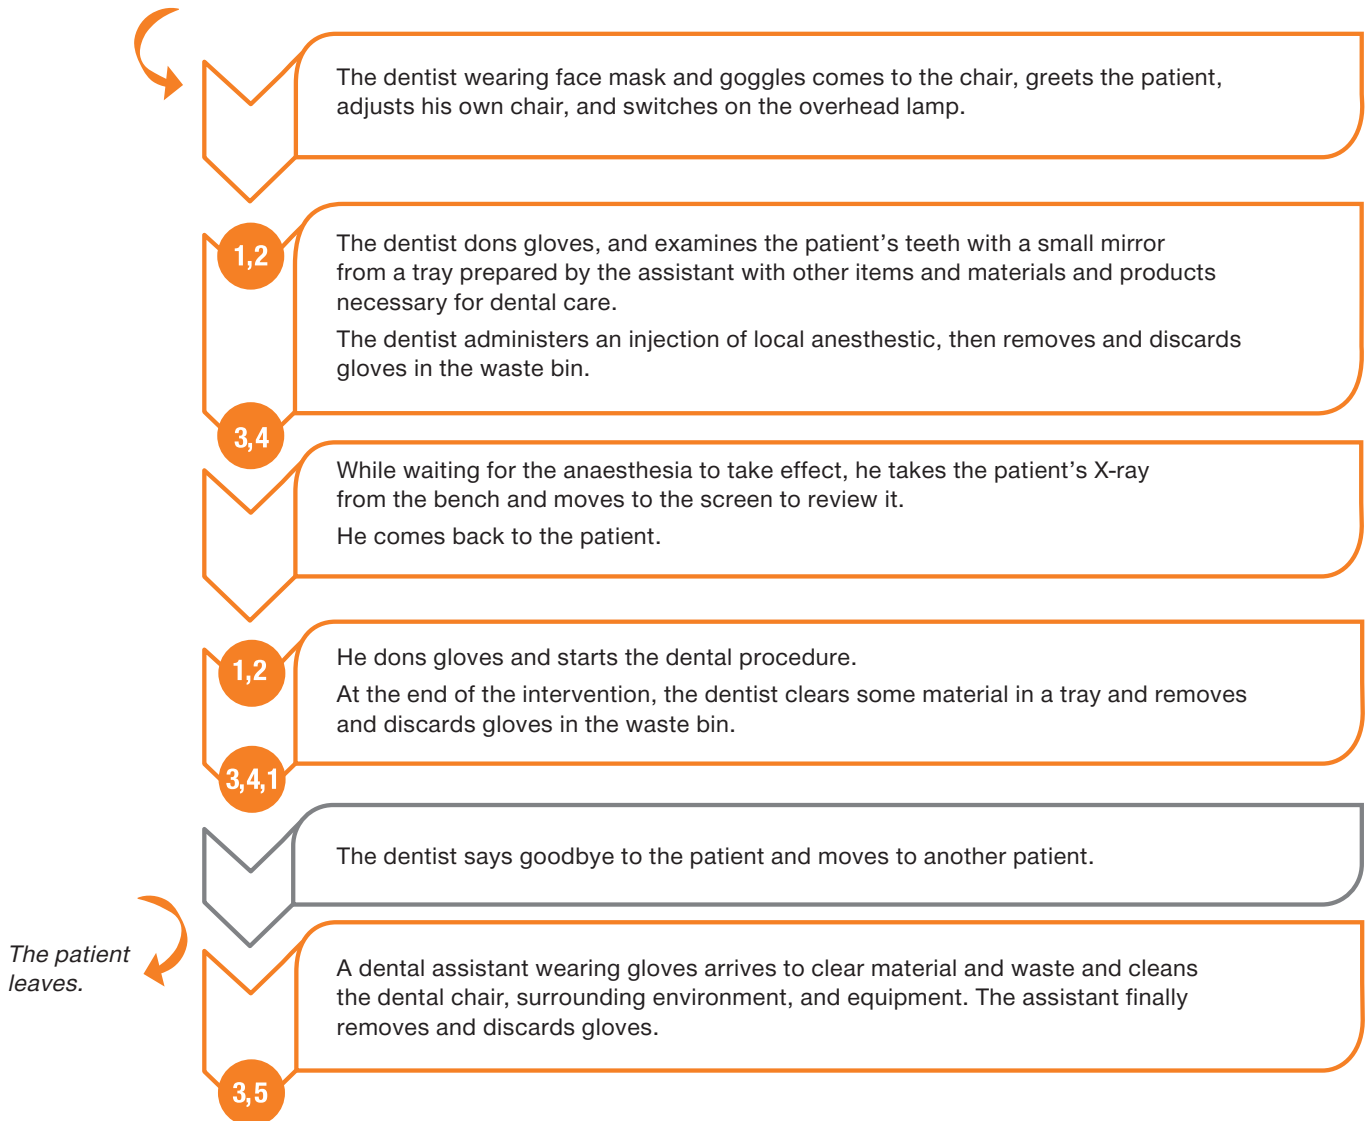 The dentist wearing face mask and goggles comes to the chair, greets the patient,
adjusts his own chair, and switches on the overhead lamp.
1,2
The dentist dons gloves, and examines the patient's teeth with a small mirror
from a tray prepared by the assistant with other items and materials and products
necessary for dental care.
The dentist administers an injection of local anesthestic, then removes and discards
gloves in the waste bin.
3,4
While waiting for the anaesthesia to take effect, he takes the patient's X-ray
from the bench and moves to the screen to review it.
He comes back to the patient.
1,2
He dons gloves and starts the dental procedure.
At the end of the intervention, the dentist clears some material in a tray and removes
and discards gloves in the waste bin.
3,4,1
The dentist says goodbye to the patient and moves to another patient.
The patient
leaves.
A dental assistant wearing gloves arrives to clear material and waste and cleans
the dental chair, surrounding environment, and equipment. The assistant finally
removes and discards gloves.
3,5